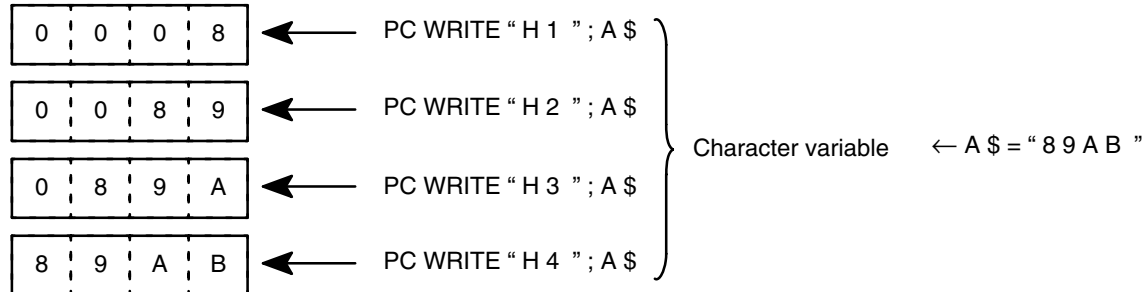 0 0 0 8 PC WRITE “ H 1 ” ; A $
0 0 8 9 PC WRITE “ H 2 ” ; A $
Character variable ← A $ = “ 8 9 A B ”
0 8 9 A PC WRITE “ H 3 ” ; A $
8 9 A B PC WRITE “ H 4 ” ; A $